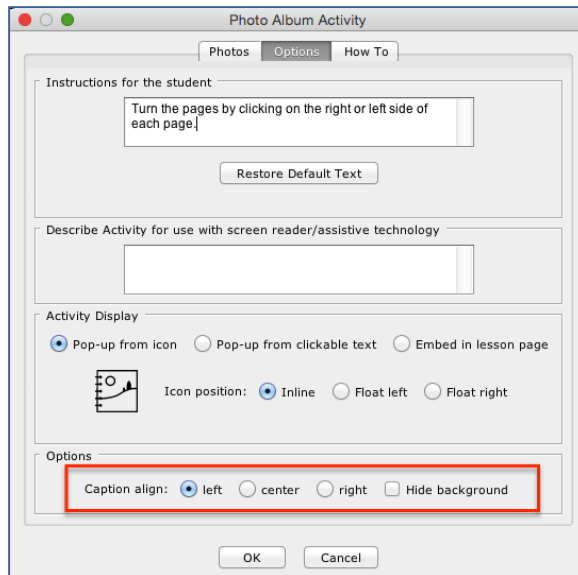 Photo Album Activity
Photos Options How To
Instructions for the student
Turn the pages by clicking on the right or left side of
each page.
Restore Default Text
Describe Activity for use with screen reader/assistive technology
Activity Display
Pop-up from icon Pop-up from clickable text Embed in lesson page
Icon position: Inline Float left Float right
Options
Caption align: left center right Hide background
OK Cancel